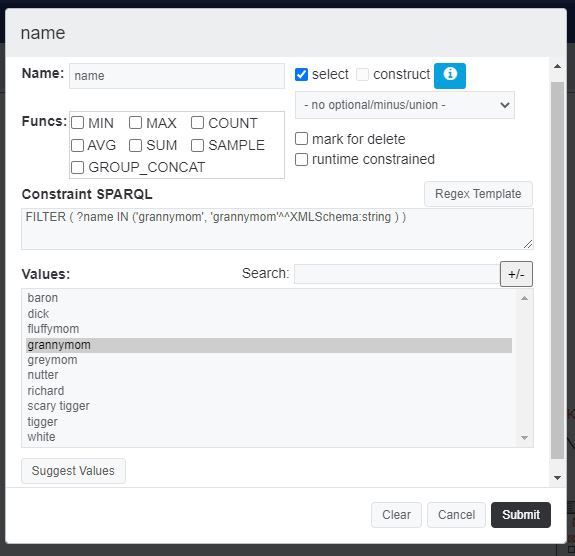 name
Name: name select construct
- no optional/minus/union -
Funcs: MIN MAX COUNT
AVG SUM SAMPLE
GROUP_CONCAT
mark for delete
runtime constrained
Constraint SPARQL Regex Template
FILTER ( ?name IN ('grannymom', 'grannymom'^^XMLSchema:string ) )
Values: Search: +/-
baron
dick
fluffymom
grannymom
greymom
nutter
richard
scary tigger
tigger
white
Suggest Values
Clear Cancel Submit